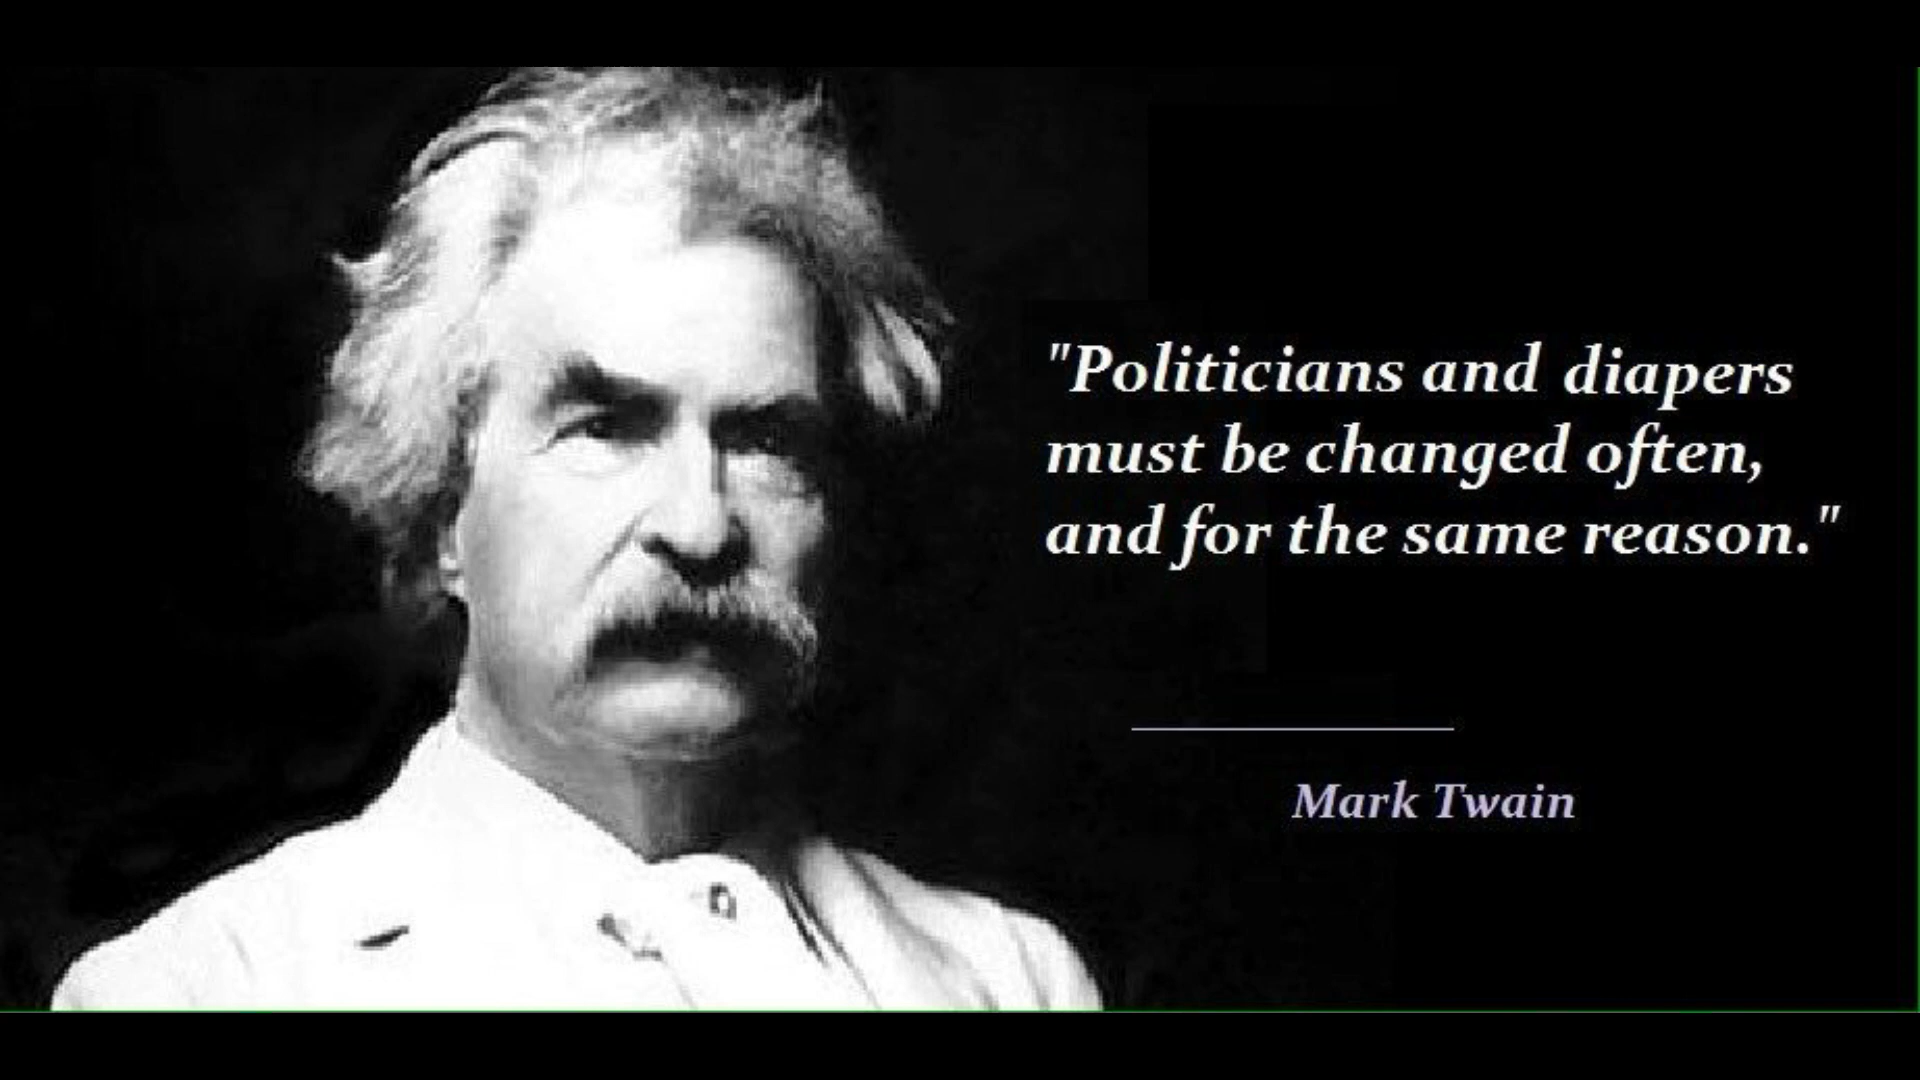 "Politicians and diapers
must be changed often,
and for the same reason."
Mark Twain